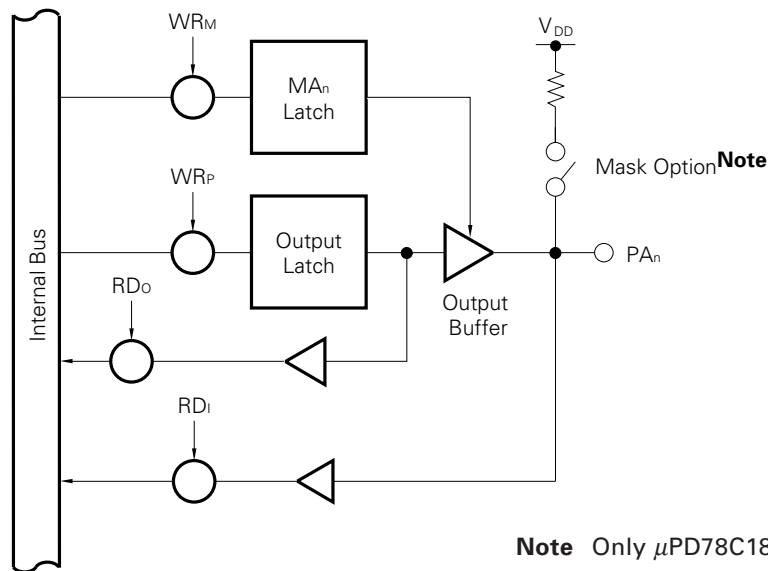 WRM
VDD
MAn
Latch
Mask Option Note
WRP
Output
Latch
PAn
Internal Bus
RDO
Output
Buffer
RDI
Note Only μPD78C18